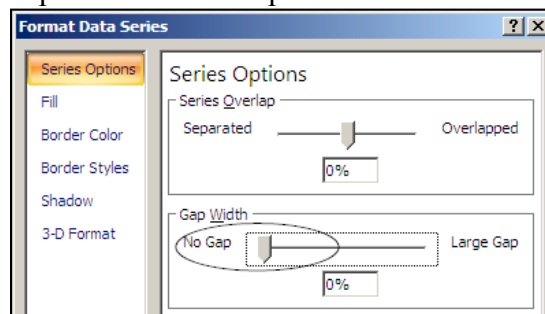 Format Data Series
? X
Series Options
Fill
Border Color
Border Styles
Shadow
3-D Format
Series Options
Series Overlap
Separated Overlapped
0%
Gap Width
No Gap Large Gap
0%